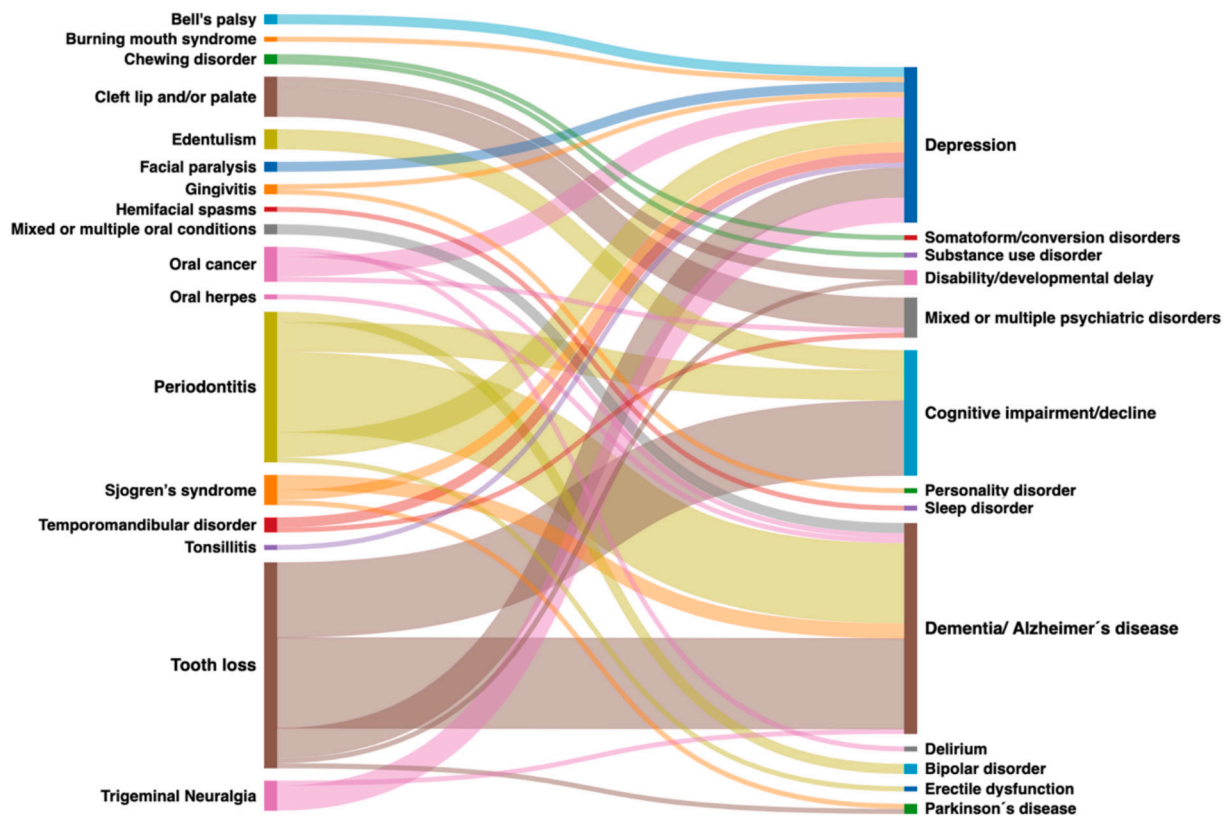 Bell's palsy
Burning mouth syndrome
Chewing disorder
Cleft lip and/or palate
Edentulism
Facial paralysis
Gingivitis
Hemifacial spasms
Mixed or multiple oral conditions
Oral cancer
Oral herpes
Periodontitis
Sjogren’s syndrome
Temporomandibular disorder
Tonsillitis
Tooth loss
Trigeminal Neuralgia
Depression
Somatoform/conversion disorders
Substance use disorder
Disability/developmental delay
Mixed or multiple psychiatric disorders
Cognitive impairment/decline
Personality disorder
Sleep disorder
Dementia/ Alzheimer´s disease
Delirium
Bipolar disorder
Erectile dysfunction
Parkinson´s disease